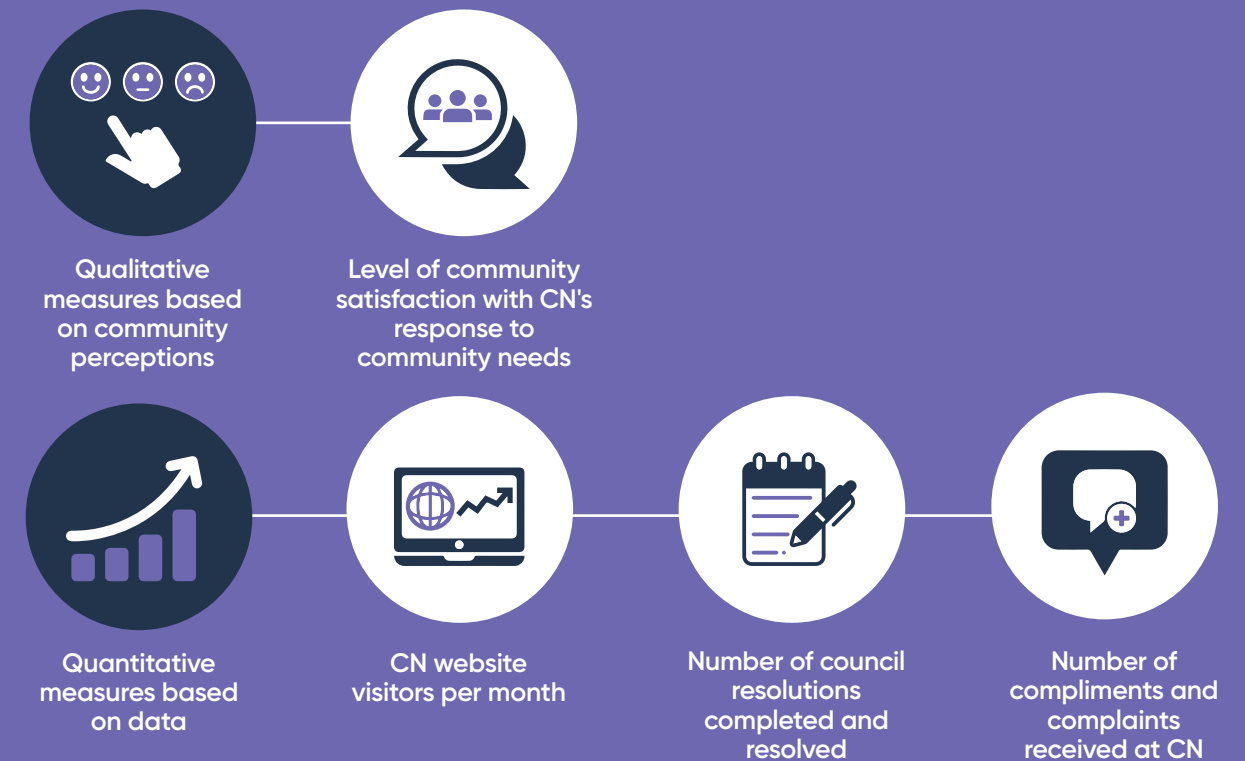 Qualitative
measures based
on community
perceptions
Level of community
satisfaction with CN's
response to
community needs
Quantitative
measures based
on data
CN website
visitors per month
Number of council
resolutions
completed and
resolved
Number of
compliments and
complaints
received at CN